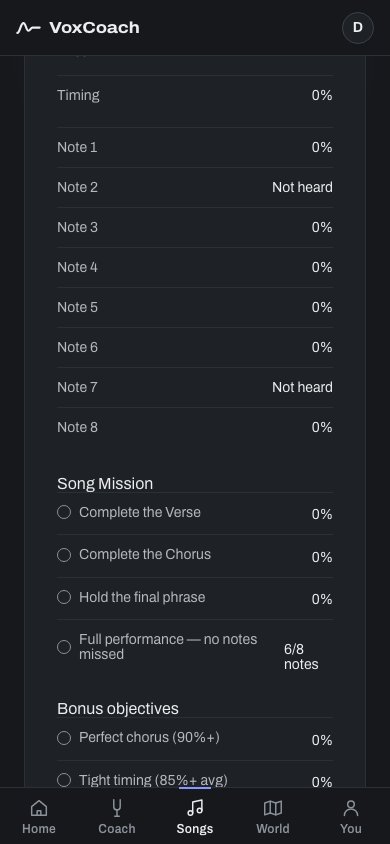 VoxCoach
D
Timing 0%
Note 1 0%
Note 2 Not heard
Note 3 0%
Note 4 0%
Note 5 0%
Note 6 0%
Note 7 Not heard
Note 8 0%
Song Mission
Complete the Verse 0%
Complete the Chorus 0%
Hold the final phrase 0%
Full performance — no notes
missed
6/8
notes
Bonus objectives
Perfect chorus (90%+) 0%
Tight timing (85%+ avg) 0%
Home Coach Songs World You